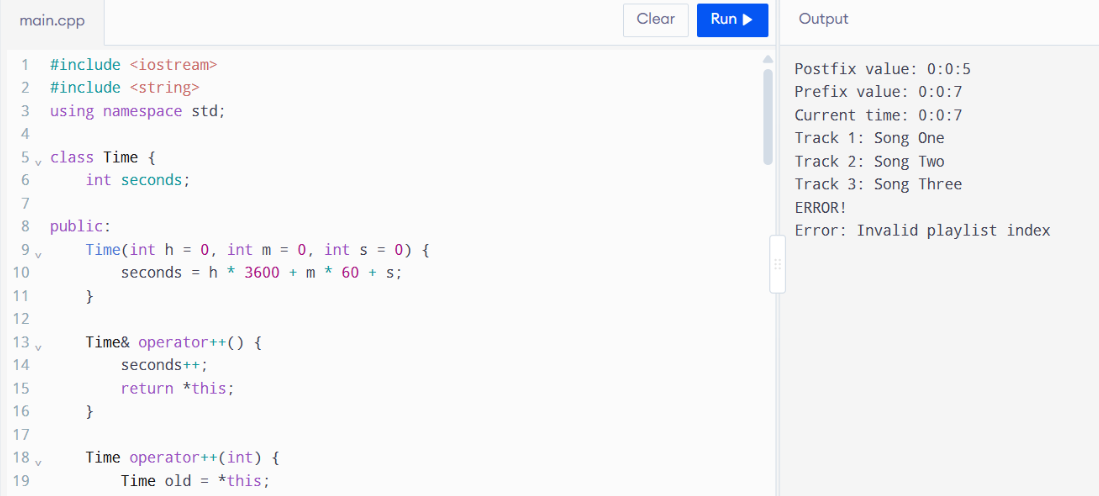 main.cpp
Clear
Run
Output
1 #include <iostream>
2 #include <string>
3 using namespace std;
4
5 class Time {
6     int seconds;
7
8 public:
9     Time(int h = 0, int m = 0, int s = 0) {
10         seconds = h * 3600 + m * 60 + s;
11     }
12
13     Time& operator++() {
14         seconds++;
15         return *this;
16     }
17
18     Time operator++(int) {
19         Time old = *this;
Postfix value: 0:0:5
Prefix value: 0:0:7
Current time: 0:0:7
Track 1: Song One
Track 2: Song Two
Track 3: Song Three
ERROR!
Error: Invalid playlist index